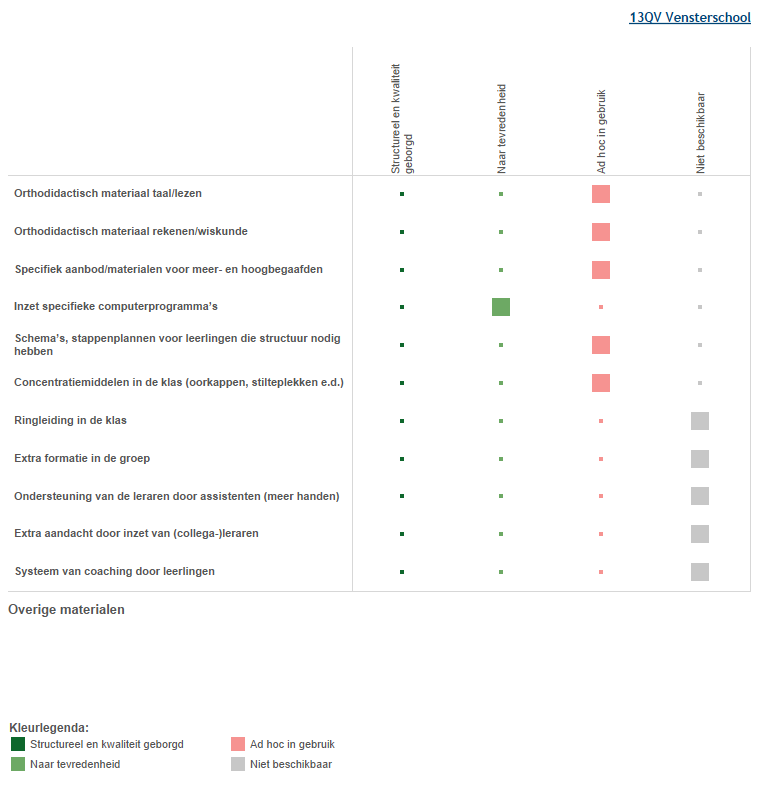 13QV Vensterschool
Structureel en kwaliteit
geborgd
Naar tevredenheid
Ad hoc in gebruik
Niet beschikbaar
Orthodidactisch materiaal taal/lezen
Orthodidactisch materiaal rekenen/wiskunde
Specifiek aanbod/materialen voor meer- en hoogbegaafden
Inzet specifieke computerprogramma's
Schema's, stappenplannen voor leerlingen die structuur nodig
hebben
Concentratiemiddelen in de klas (oorkappen, stilteplekken e.d.)
Ringleiding in de klas
Extra formatie in de groep
Ondersteuning van de leraren door assistenten (meer handen)
Extra aandacht door inzet van (collega-)leraren
Systeem van coaching door leerlingen
Overige materialen
Kleurlegenda:
Structureel en kwaliteit geborgd
Ad hoc in gebruik
Naar tevredenheid
Niet beschikbaar